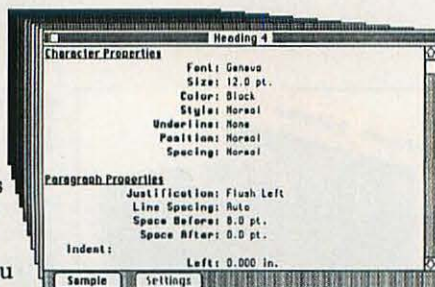 Heading 4
Character Properties
Font: Geneva
Size: 12.0 pt.
Color: Black
Style: Normal
Underline: None
Position: Normal
Spacing: Normal
Paragraph Properties
Justification: Flush Left
Line Spacing: Auto
Space Before: 8.0 pt.
Space After: 0.0 pt.
Indent:
Left: 0.000 in.
Sample Settings